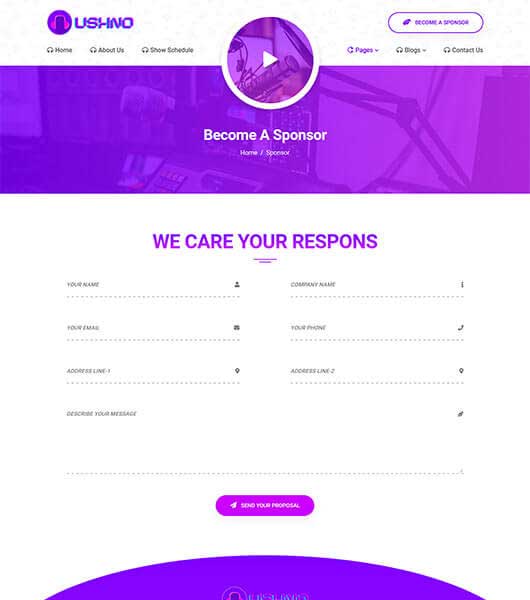 USHNO
BECOME A SPONSOR
Home About Us Show Schedule Pages Blogs Contact Us
Become A Sponsor
Home / Sponsor
WE CARE YOUR RESPONS
YOUR NAME COMPANY NAME
YOUR EMAIL YOUR PHONE
ADDRESS LINE-1 ADDRESS LINE-2
DESCRIBE YOUR MESSAGE
SEND YOUR PROPOSAL
USHNO